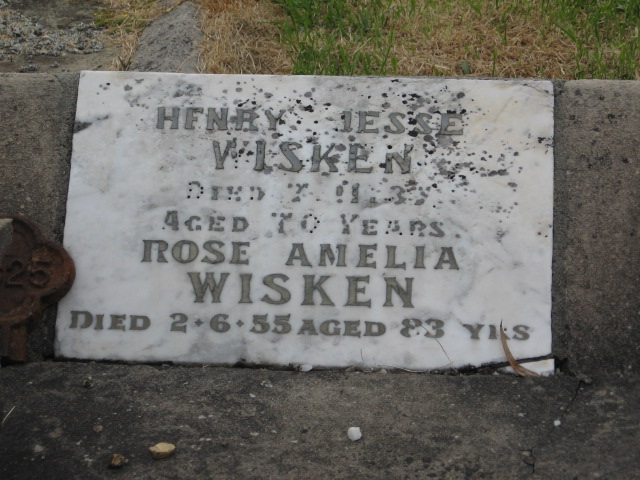 HENRY JESSE
WISKEN
DIED
AGED 70 YEARS.
ROSE AMELIA
WISKEN
DIED 2-6-55 AGED 83 YRS
25